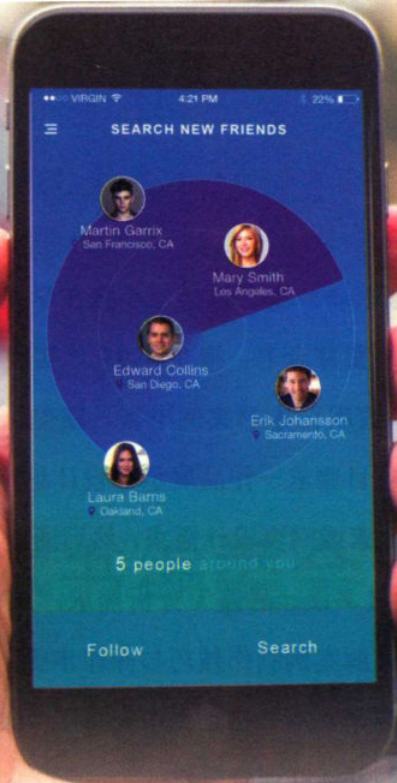 VIRGIN 4:21 PM 22%
SEARCH NEW FRIENDS
Martin Garrix
San Francisco, CA
Mary Smith
Los Angeles, CA
Edward Collins
San Diego, CA
Erik Johansson
Sacramento, CA
Laura Barns
Oakland, CA
5 people around you
Follow Search